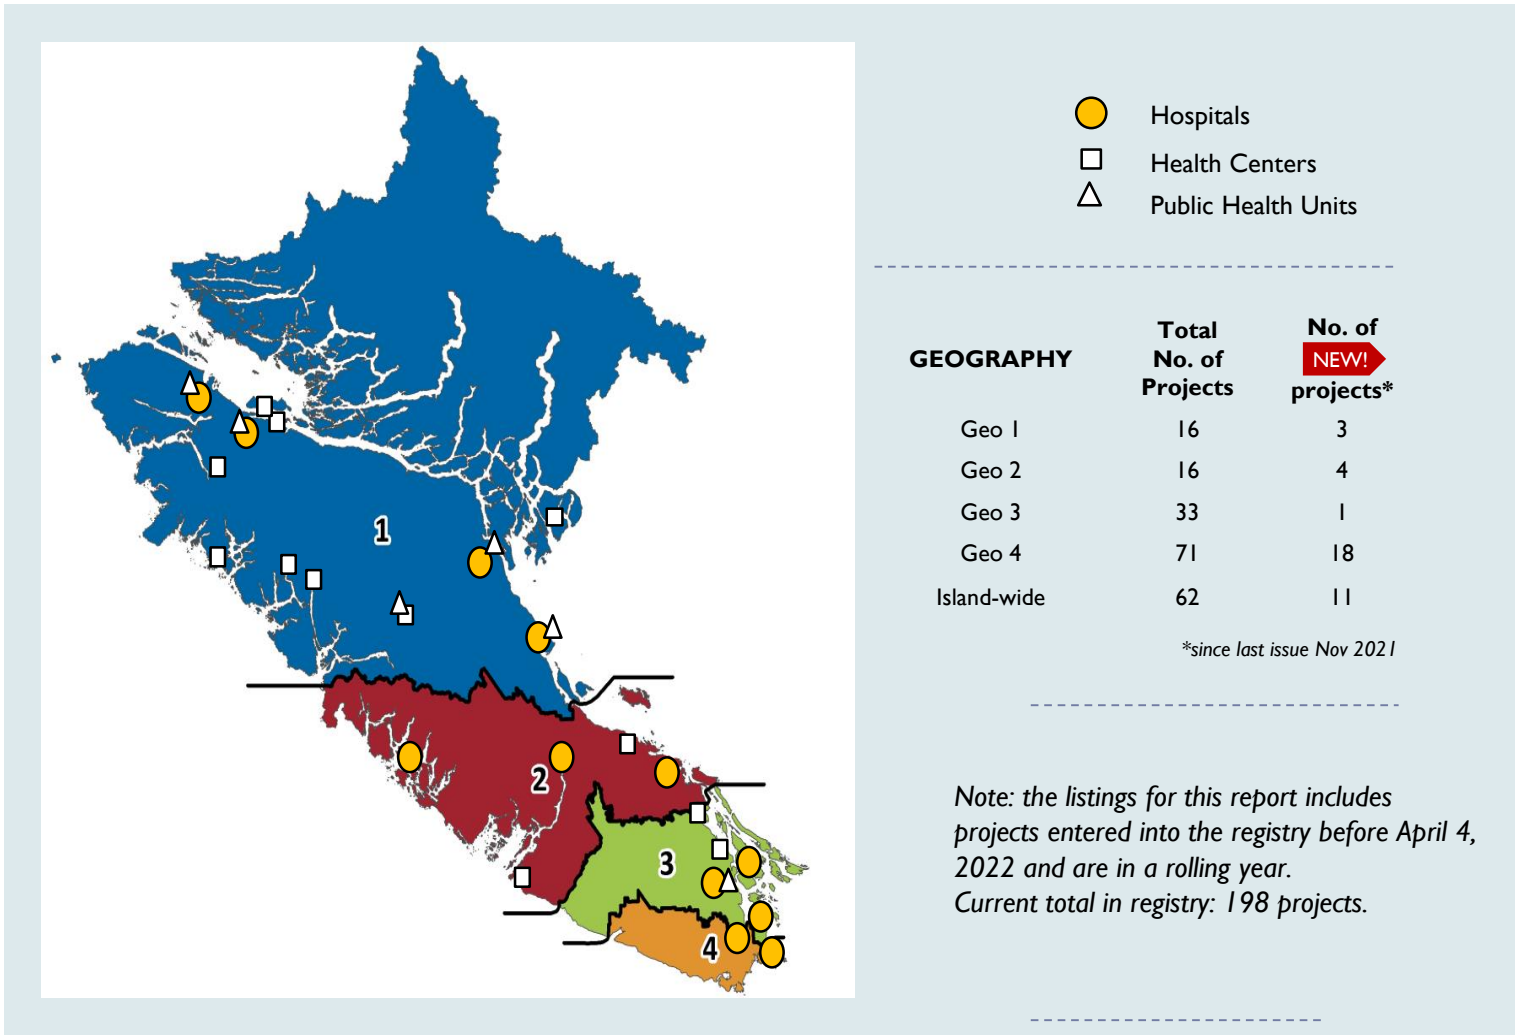 1
2
3
4
Hospitals
Health Centers
Public Health Units
GEOGRAPHY
Total
No. of
Projects
No. of
NEW!
projects*
Geo 1 16 3
Geo 2 16 4
Geo 3 33 1
Geo 4 71 18
Island-wide 62 11
*since last issue Nov 2021
Note: the listings for this report includes
projects entered into the registry before April 4,
2022 and are in a rolling year.
Current total in registry: 198 projects.